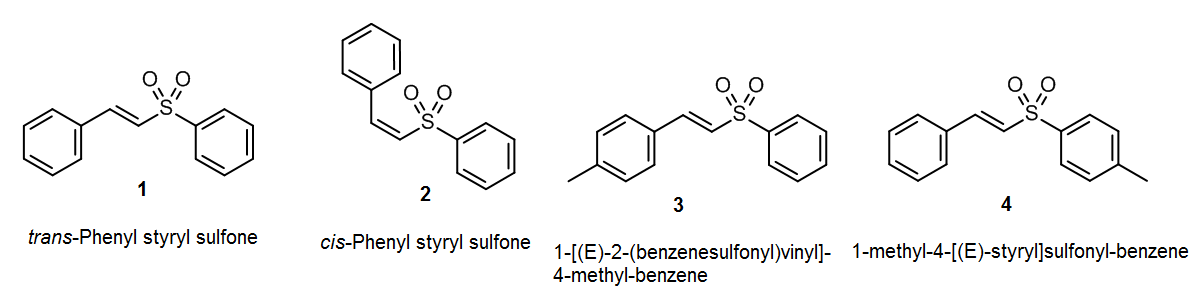 O O
S
1
trans-Phenyl styryl sulfone
O O
S
2
cis-Phenyl styryl sulfone
O O
S
3
1-[(E)-2-(benzenesulfonyl)vinyl]-
4-methyl-benzene
O O
S
4
1-methyl-4-[(E)-styryl]sulfonyl-benzene